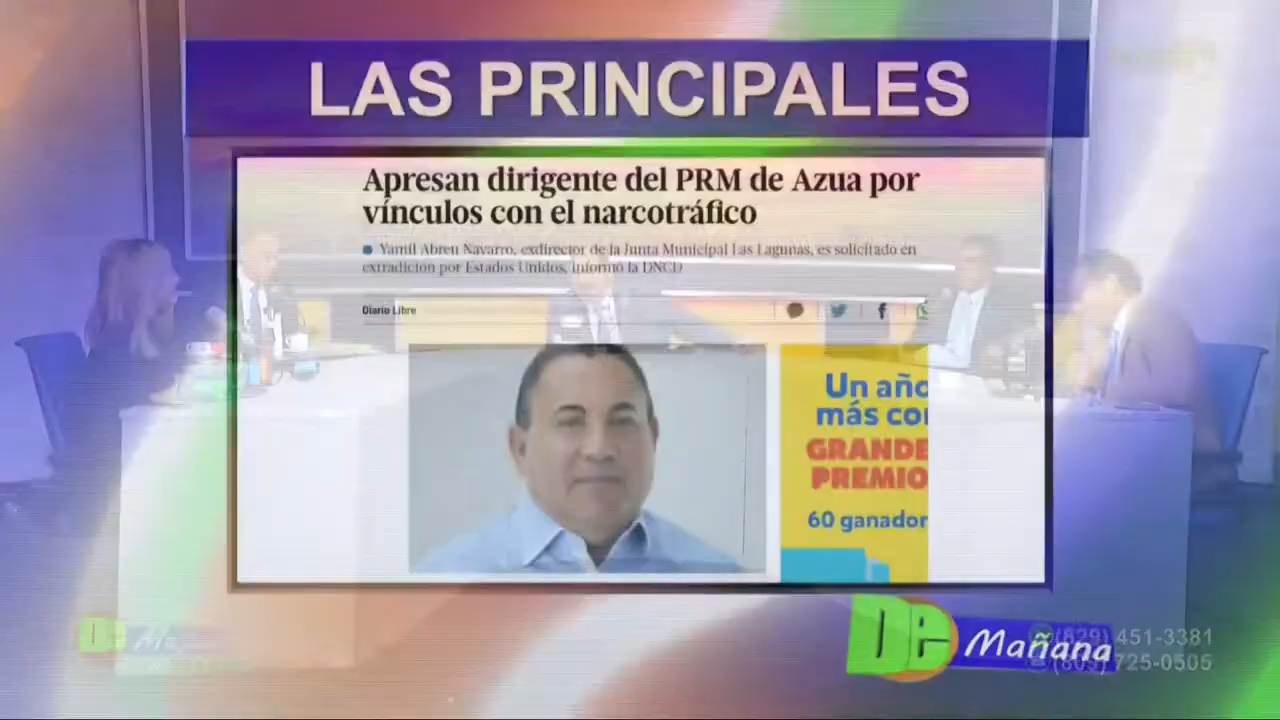 LAS PRINCIPALES
Apresan dirigente del PRM de Azua por
vínculos con el narcotráfico
Yamil Abreu Navarro, exdirector de la Junta Municipal Las Lagunas, es solicitado en
extradición por Estados Unidos, informó la DNCD
Diario Libre
Un año
más con
GRANDE
PREMIO
60 ganador
DE Mañana
(829) 451-3381
(809) 725-0505